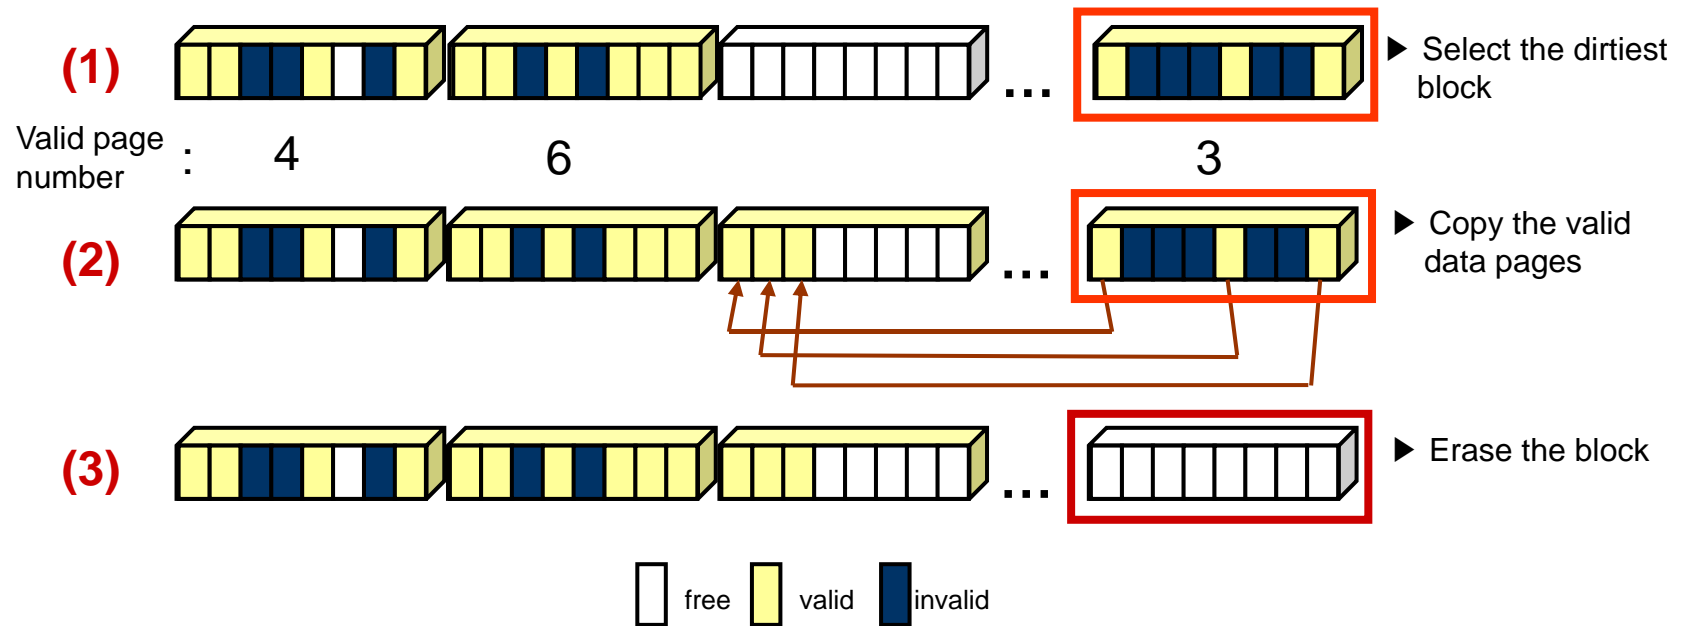 (1)
… ▶ Select the dirtiest
block
Valid page
number : 4 6 3
(2)
… ▶ Copy the valid
data pages
(3)
… ▶ Erase the block
free valid invalid